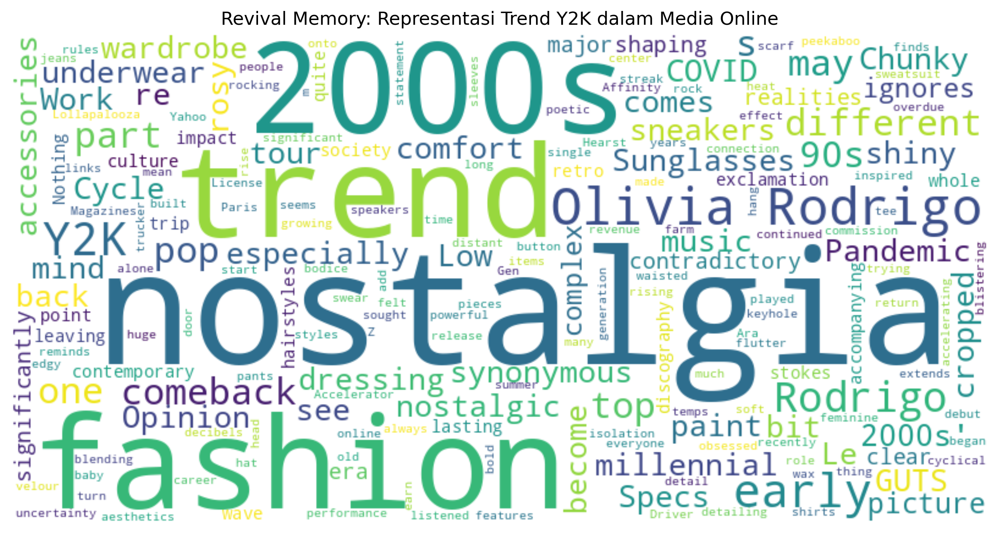 Revival Memory: Representasi Trend Y2K dalam Media Online
accessories
rules
wardrobe
jeans
underwear
Work
re
rosy
people
rocking
Lollapalooza
Yahoo
2000s
onto
quite
m
statement
sleeves
major
shaping
center
s
scarf
peekaboo
finds
COVID
may
Chunky
sweatsuit
streak
Affinity
rock
heat
realities
ignores
comes
poetic
effect
overdue
sneakers
different
part
impact
significant
tour
society
comfort
Hearst
years
single
connection
90s
shiny
Sunglasses
Nothing
links
culture
mean
rise
trend
long
retro
made
exclamation
inspired
whole
Cycle
License
Olivia Rodrigo
hang
tee
Magazines
trucker
built
Paris
seems
speakers
time
growing
trip
Y2K
revenue
farm
continued
commission
music
pop
especially
distant
button
Low
items
complex
contradictory
Pandemic
blistering
mind
alone
start
bodice
add
Gen
generation
waisted
accompanying
trying
cropped
back
nostalgia
hairstyles
swear
felt
pieces
rising
played
return
accelerating
point
door
sought
powerful
discography
keyhole
significantly
leaving
huge
styles
Z
release
many
Ara
flutter
reminds
edgy
contemporary
pants
dressing
synonymous
summer
much
stokes
extends
one
comeback
Accelerator
nostalgic
top
Rodrigo
Opinion
see
temps
soft
debut
feminine
decibels
head
online
always
lasting
become
isolation
paint
bit
2000s'
began
everyone
obsessed
recently
fashion
blending
hat
old
era
bold
millennial
role
Le
clear
cyclical
baby
career
wax
thing
detail
GUTS
velour
turn
earn
Specs
early
picture
uncertainty
aesthetics
wave
performance
listened
features
Driver
detailing
shirts